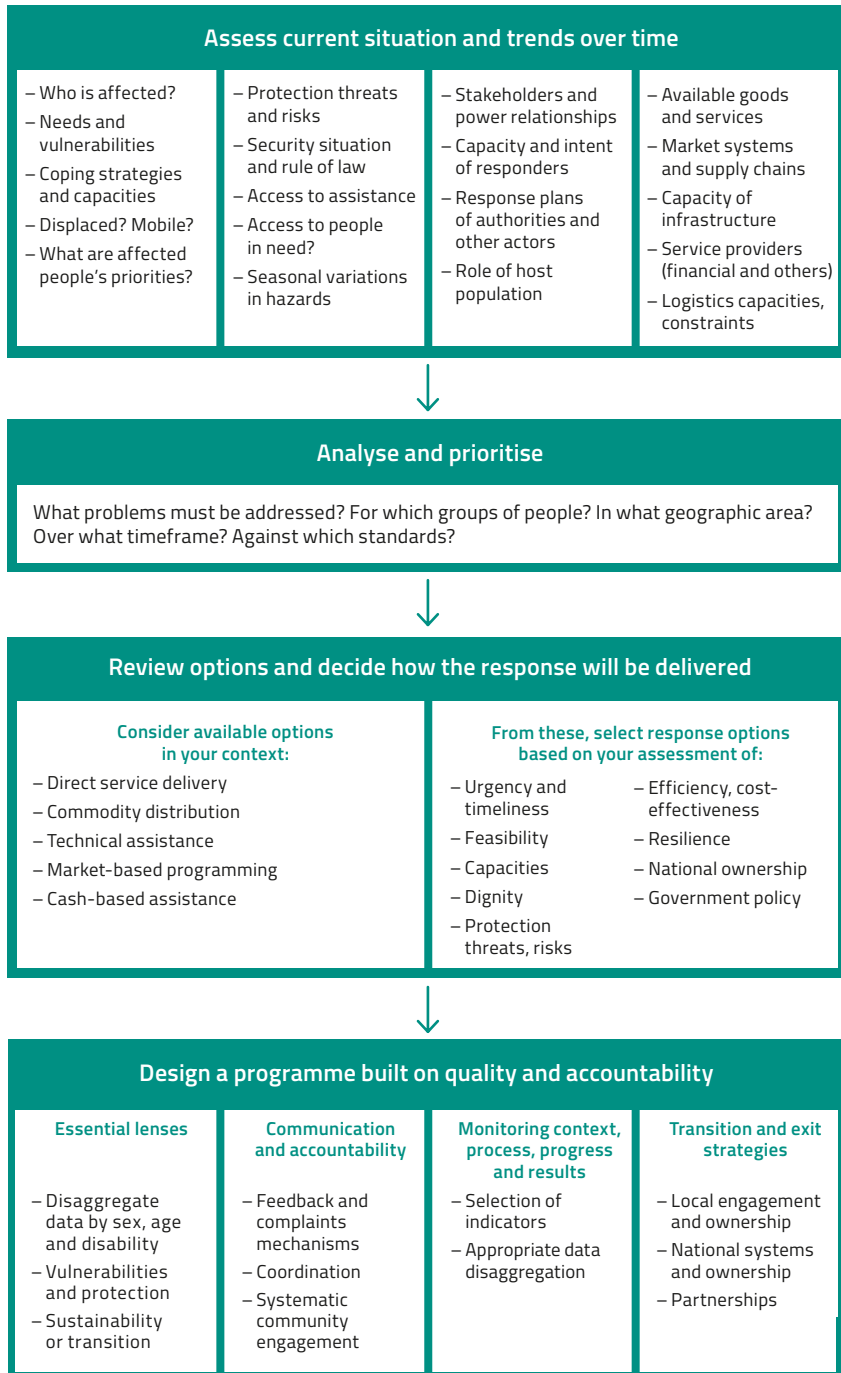 Assess current situation and trends over time
– Who is affected?
– Needs and
vulnerabilities
– Coping strategies
and capacities
– Displaced? Mobile?
– What are affected
people's priorities?
– Protection threats
and risks
– Security situation
and rule of law
– Access to assistance
– Access to people
in need?
– Seasonal variations
in hazards
– Stakeholders and
power relationships
– Capacity and intent
of responders
– Response plans
of authorities and
other actors
– Role of host
population
– Available goods
and services
– Market systems
and supply chains
– Capacity of
infrastructure
– Service providers
(financial and others)
– Logistics capacities,
constraints
Analyse and prioritise
What problems must be addressed? For which groups of people? In what geographic area?
Over what timeframe? Against which standards?
Review options and decide how the response will be delivered
Consider available options
in your context:
– Direct service delivery
– Commodity distribution
– Technical assistance
– Market-based programming
– Cash-based assistance
From these, select response options
based on your assessment of:
– Urgency and
timeliness
– Feasibility
– Capacities
– Dignity
– Protection
threats, risks
– Efficiency, cost-
effectiveness
– Resilience
– National ownership
– Government policy
Design a programme built on quality and accountability
Essential lenses
– Disaggregate
data by sex, age
and disability
– Vulnerabilities
and protection
– Sustainability
or transition
Communication
and accountability
– Feedback and
complaints
mechanisms
– Coordination
– Systematic
community
engagement
Monitoring context,
process, progress
and results
– Selection of
indicators
– Appropriate data
disaggregation
Transition and exit
strategies
– Local engagement
and ownership
– National systems
and ownership
– Partnerships